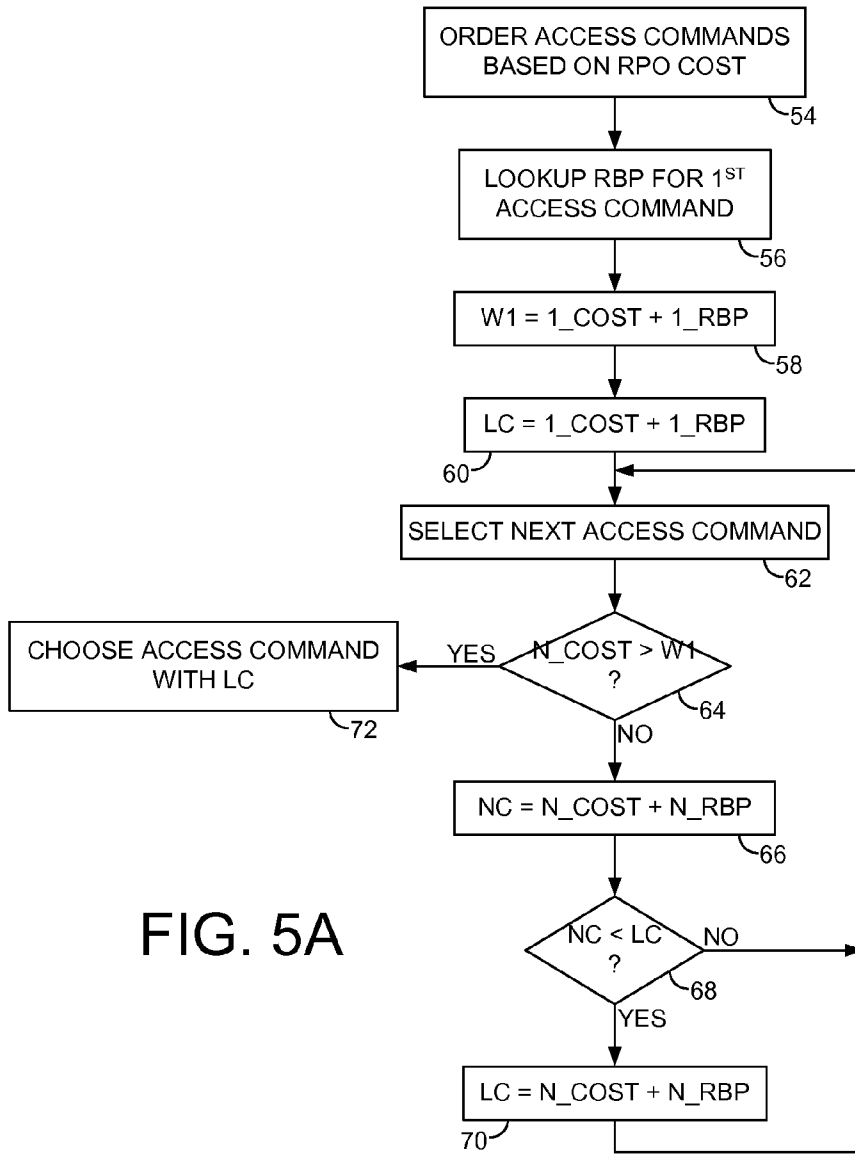 ORDER ACCESS COMMANDS
BASED ON RPO COST
54
LOOKUP RBP FOR 1ST
ACCESS COMMAND
56
W1 = 1_COST + 1_RBP
58
LC = 1_COST + 1_RBP
60
SELECT NEXT ACCESS COMMAND
62
N_COST > W1
?
64
YES
CHOOSE ACCESS COMMAND
WITH LC
72
NO
NC = N_COST + N_RBP
66
NC < LC
?
68
NO
YES
LC = N_COST + N_RBP
70
FIG. 5A